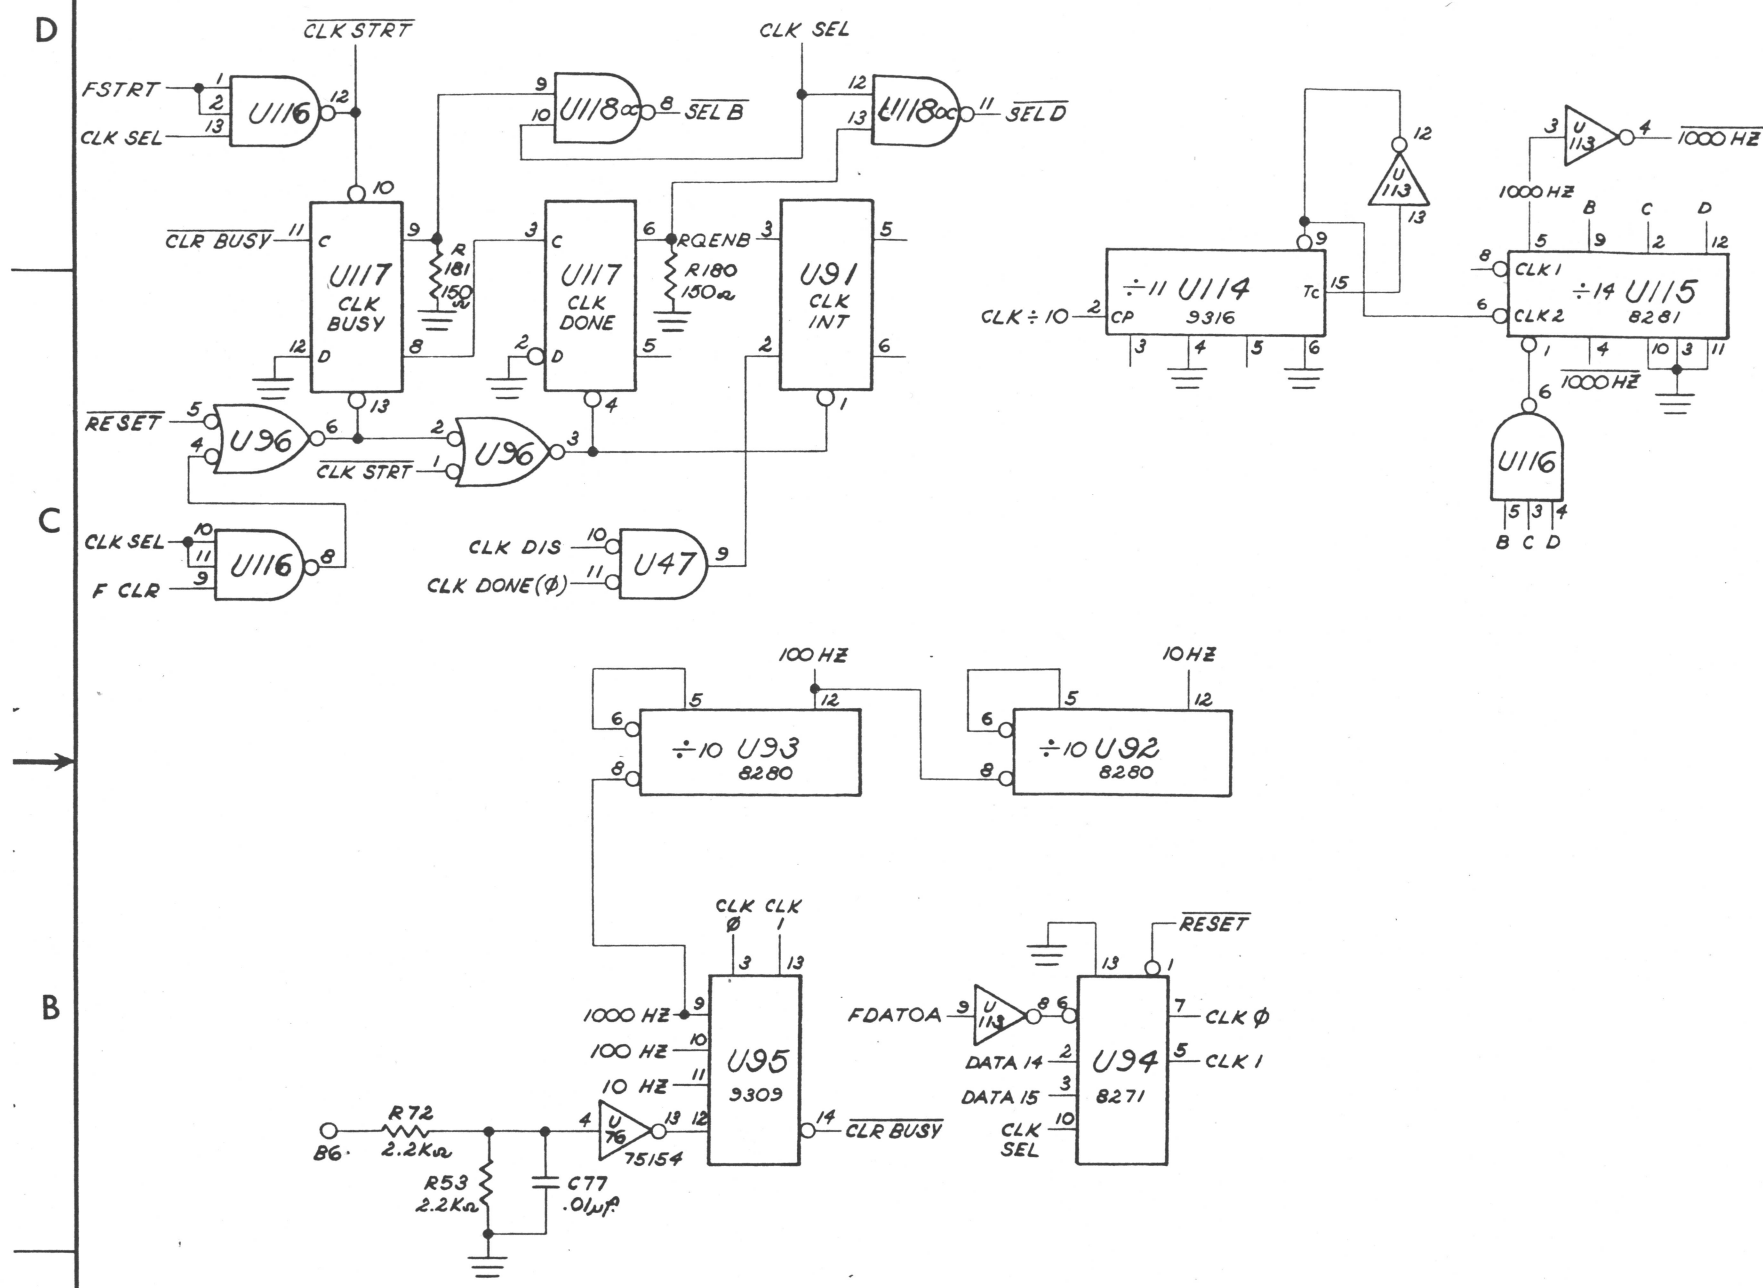 D
CLK STRT
CLK SEL
FSTRT
1
2
13
CLK SEL
U116
12
9
10
U118 oc
8
SEL B
12
13
U118 oc
11
SEL D
12
U
113
13
3
U
113
4
1000 HZ
1000 HZ
B
C
D
10
CLR BUSY
11
C
9
U117
CLK
BUSY
12
D
8
13
R
181
150Ω
3
C
6
U117
CLK
DONE
2
D
5
4
R180
150Ω
RQENB
3
5
U91
CLK
INT
2
6
1
9
÷11 U114
9316
Tc
15
CLK÷10
2
CP
3
4
5
6
5
9
2
12
8
CLK1
÷14 U115
8281
6
CLK2
1
4
10
3
11
1000 HZ
6
U116
5
3
4
B
C
D
RESET
5
4
U96
6
2
CLK STRT
1
U96
3
C
CLK SEL
10
11
9
F CLR
U116
8
CLK DIS
10
CLK DONE(φ)
11
U47
9
100 HZ
10HZ
5
12
6
÷10 U93
8280
8
5
12
6
÷10 U92
8280
8
B
CLK
φ
CLK
1
3
13
1000 HZ
9
100 HZ
10
10 HZ
11
U95
9309
12
14
CLR BUSY
B6
R72
2.2KΩ
R53
2.2KΩ
C77
.01μf.
4
U
76
13
75154
RESET
13
1
FDATOA
9
U
113
8
6
7
CLK φ
DATA 14
2
U94
8271
5
CLK 1
DATA 15
3
CLK
SEL
10